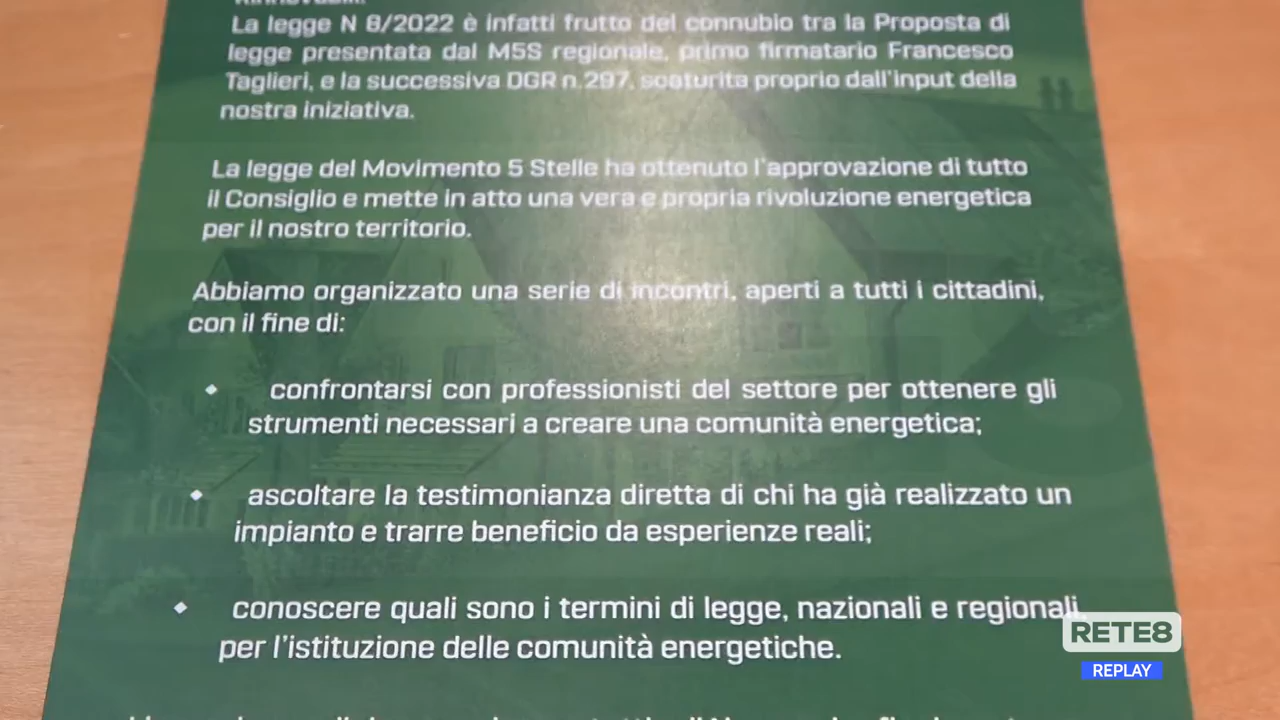 La legge N 8/2022 è infatti frutto del connubio tra la Proposta di
legge presentata dal M5S regionale, primo firmatario Francesco
Taglieri, e la successiva DGR n.297, scaturita proprio dall'input della
nostra iniziativa.
La legge del Movimento 5 Stelle ha ottenuto l'approvazione di tutto
il Consiglio e mette in atto una vera e propria rivoluzione energetica
per il nostro territorio.
Abbiamo organizzato una serie di incontri, aperti a tutti i cittadini,
con il fine di:
confrontarsi con professionisti del settore per ottenere gli
strumenti necessari a creare una comunità energetica;
ascoltare la testimonianza diretta di chi ha già realizzato un
impianto e trarre beneficio da esperienze reali;
conoscere quali sono i termini di legge, nazionali e regionali,
per l'istituzione delle comunità energetiche.
RETE8
REPLAY